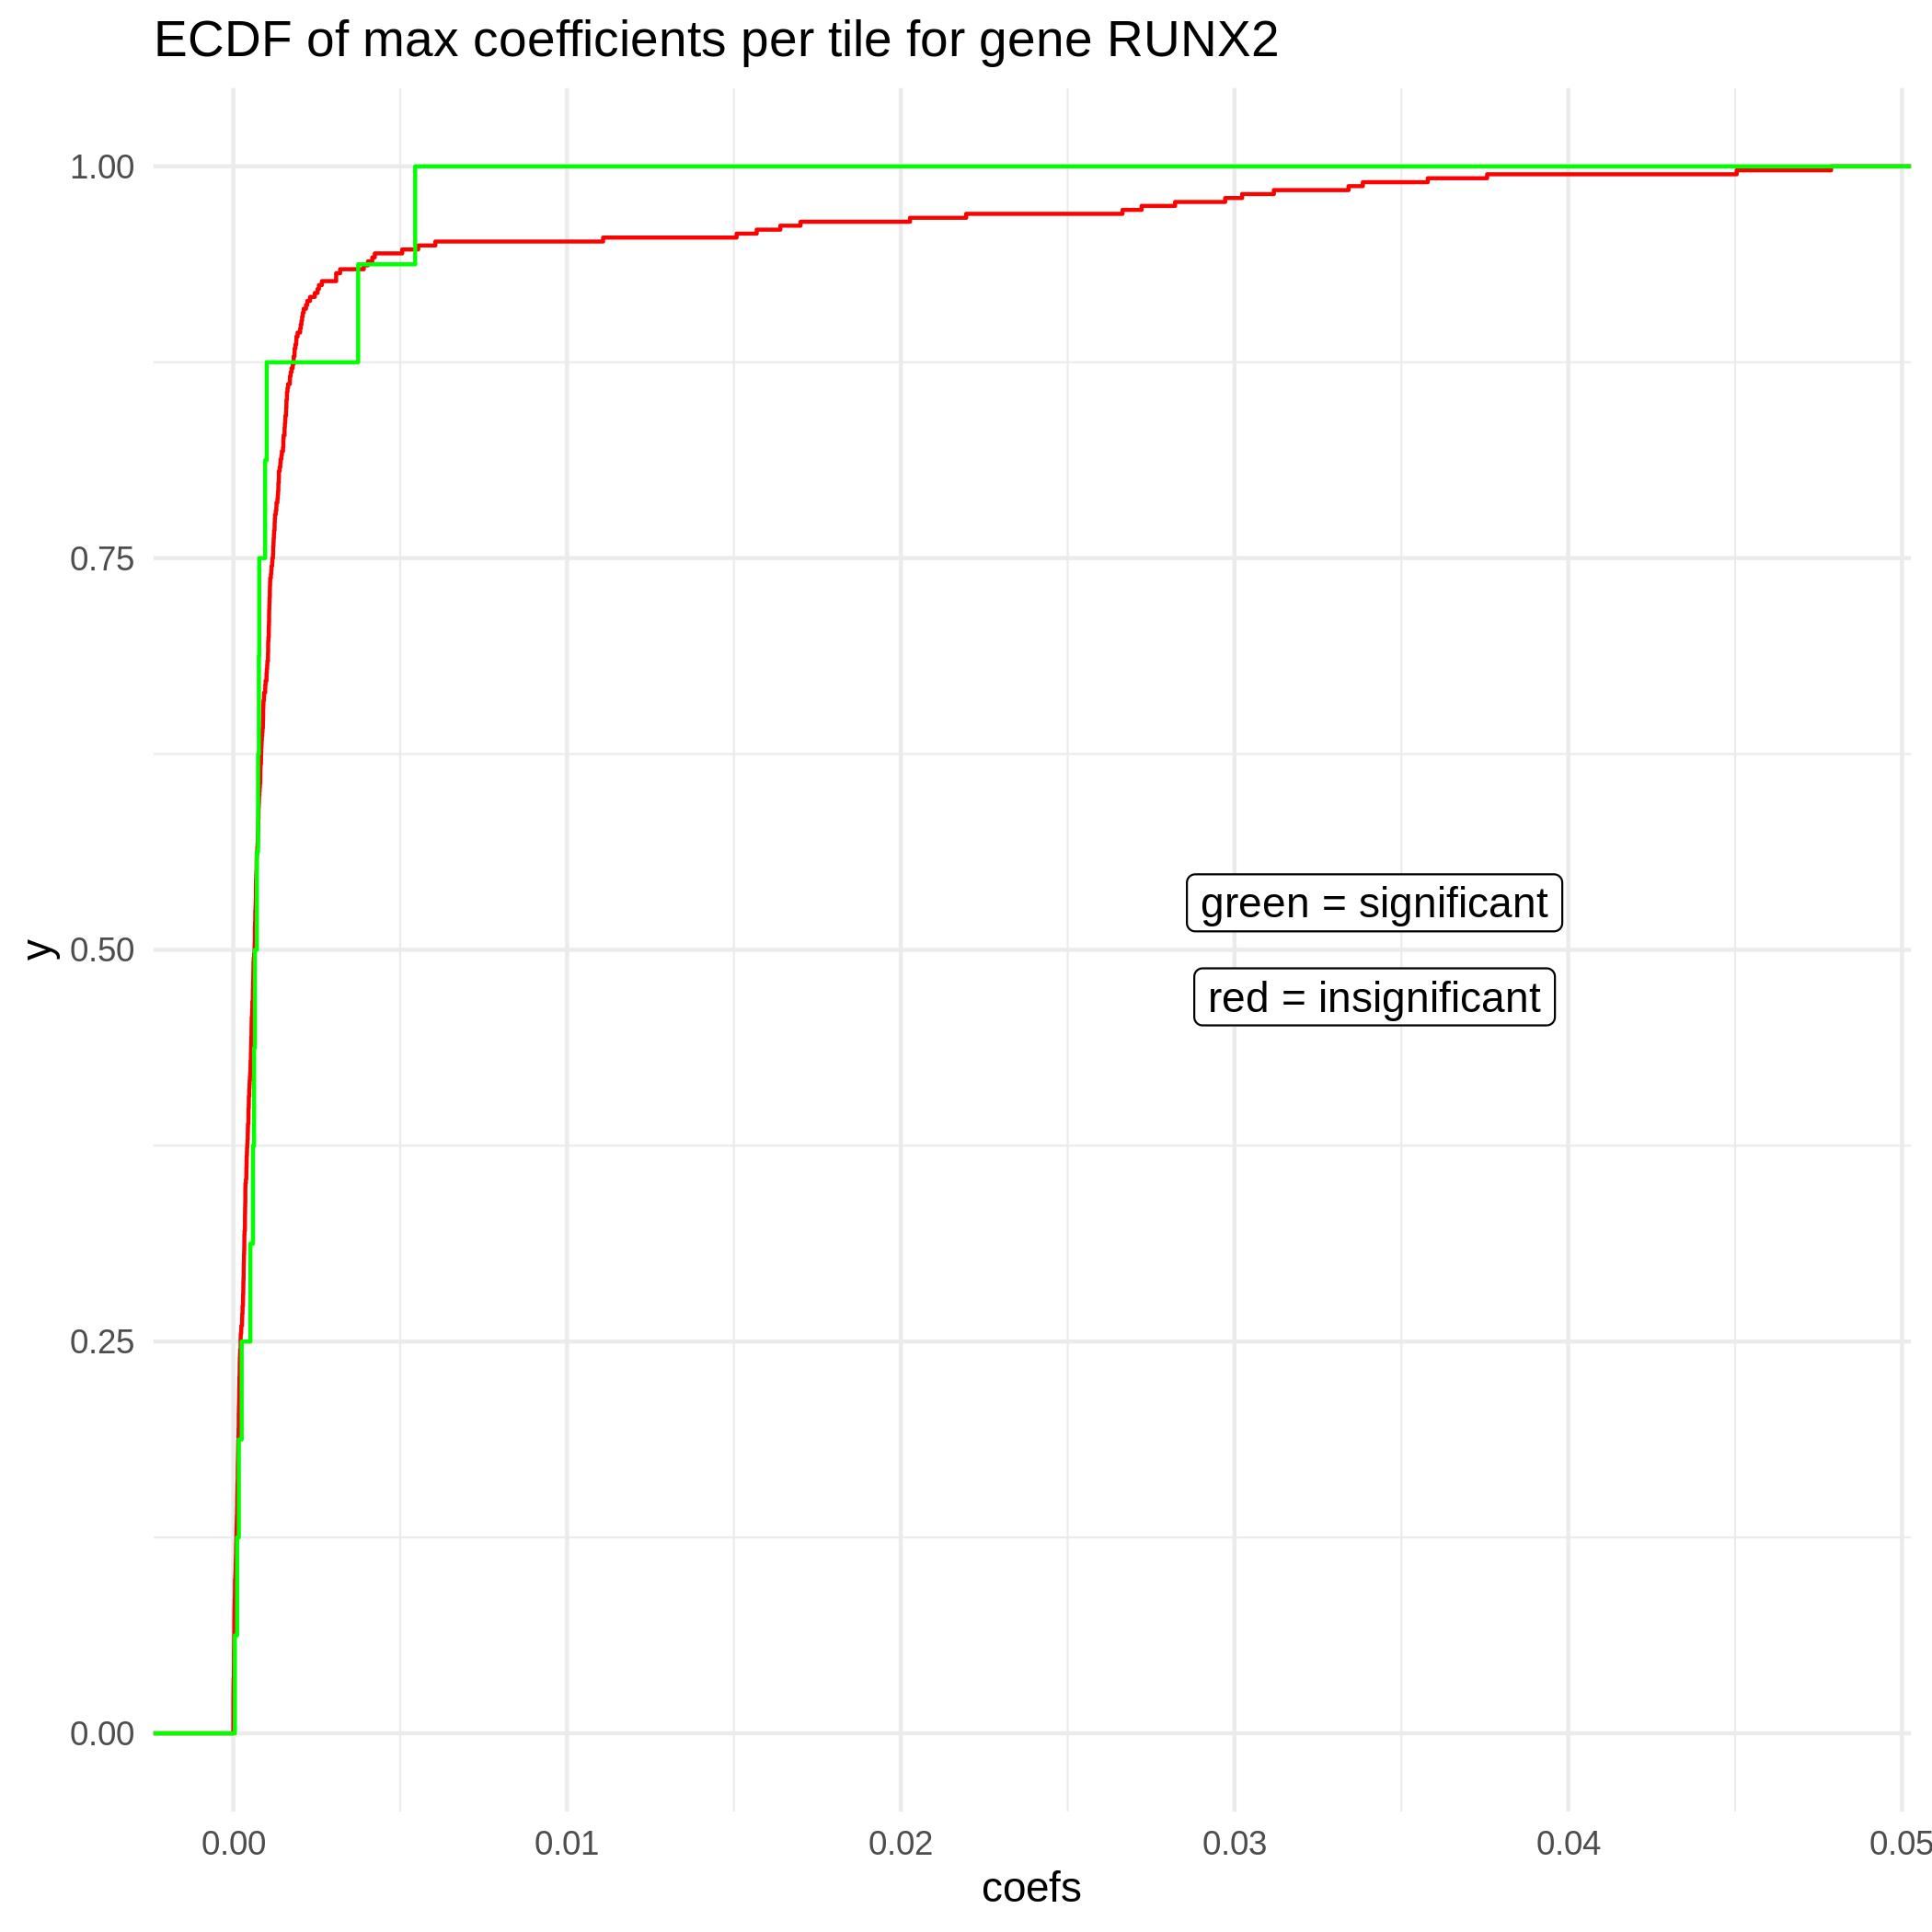 ECDF of max coefficients per tile for gene RUNX2
1.00
0.75
0.50
0.25
0.00
y
green = significant
red = insignificant
0.00 0.01 0.02 0.03 0.04 0.05
coefs